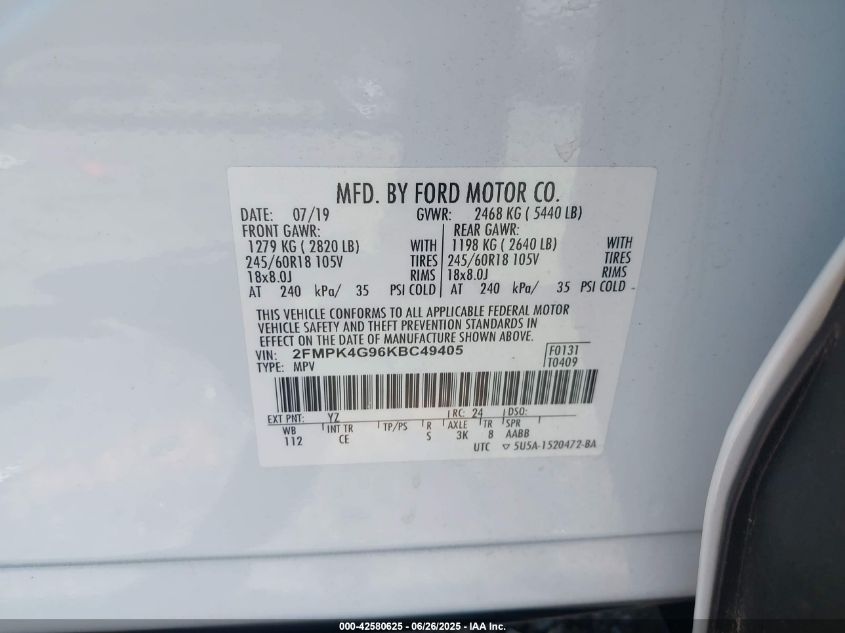 MFD. BY FORD MOTOR CO.
DATE: 07/19 GVWR: 2468 KG ( 5440 LB)
FRONT GAWR: REAR GAWR:
1279 KG ( 2820 LB) WITH 1198 KG ( 2640 LB) WITH
245/60R18 105V TIRES 245/60R18 105V TIRES
18x8.0J RIMS 18x8.0J RIMS
AT 240 kPa/ 35 PSI COLD AT 240 kPa/ 35 PSI COLD
THIS VEHICLE CONFORMS TO ALL APPLICABLE FEDERAL MOTOR
VEHICLE SAFETY AND THEFT PREVENTION STANDARDS IN
EFFECT ON THE DATE OF MANUFACTURE SHOWN ABOVE.
VIN: 2FMPK4G96KBC49405 F0131
TYPE: MPV T0409
EXT PNT: YZ RC: 24 DSO:
WB INT TR TP/PS R AXLE TR SPR
112 CE S 3K 8 AABB
UTC ▽ 5U5A-1520472-BA
000-42580625 - 06/26/2025 - IAA Inc.